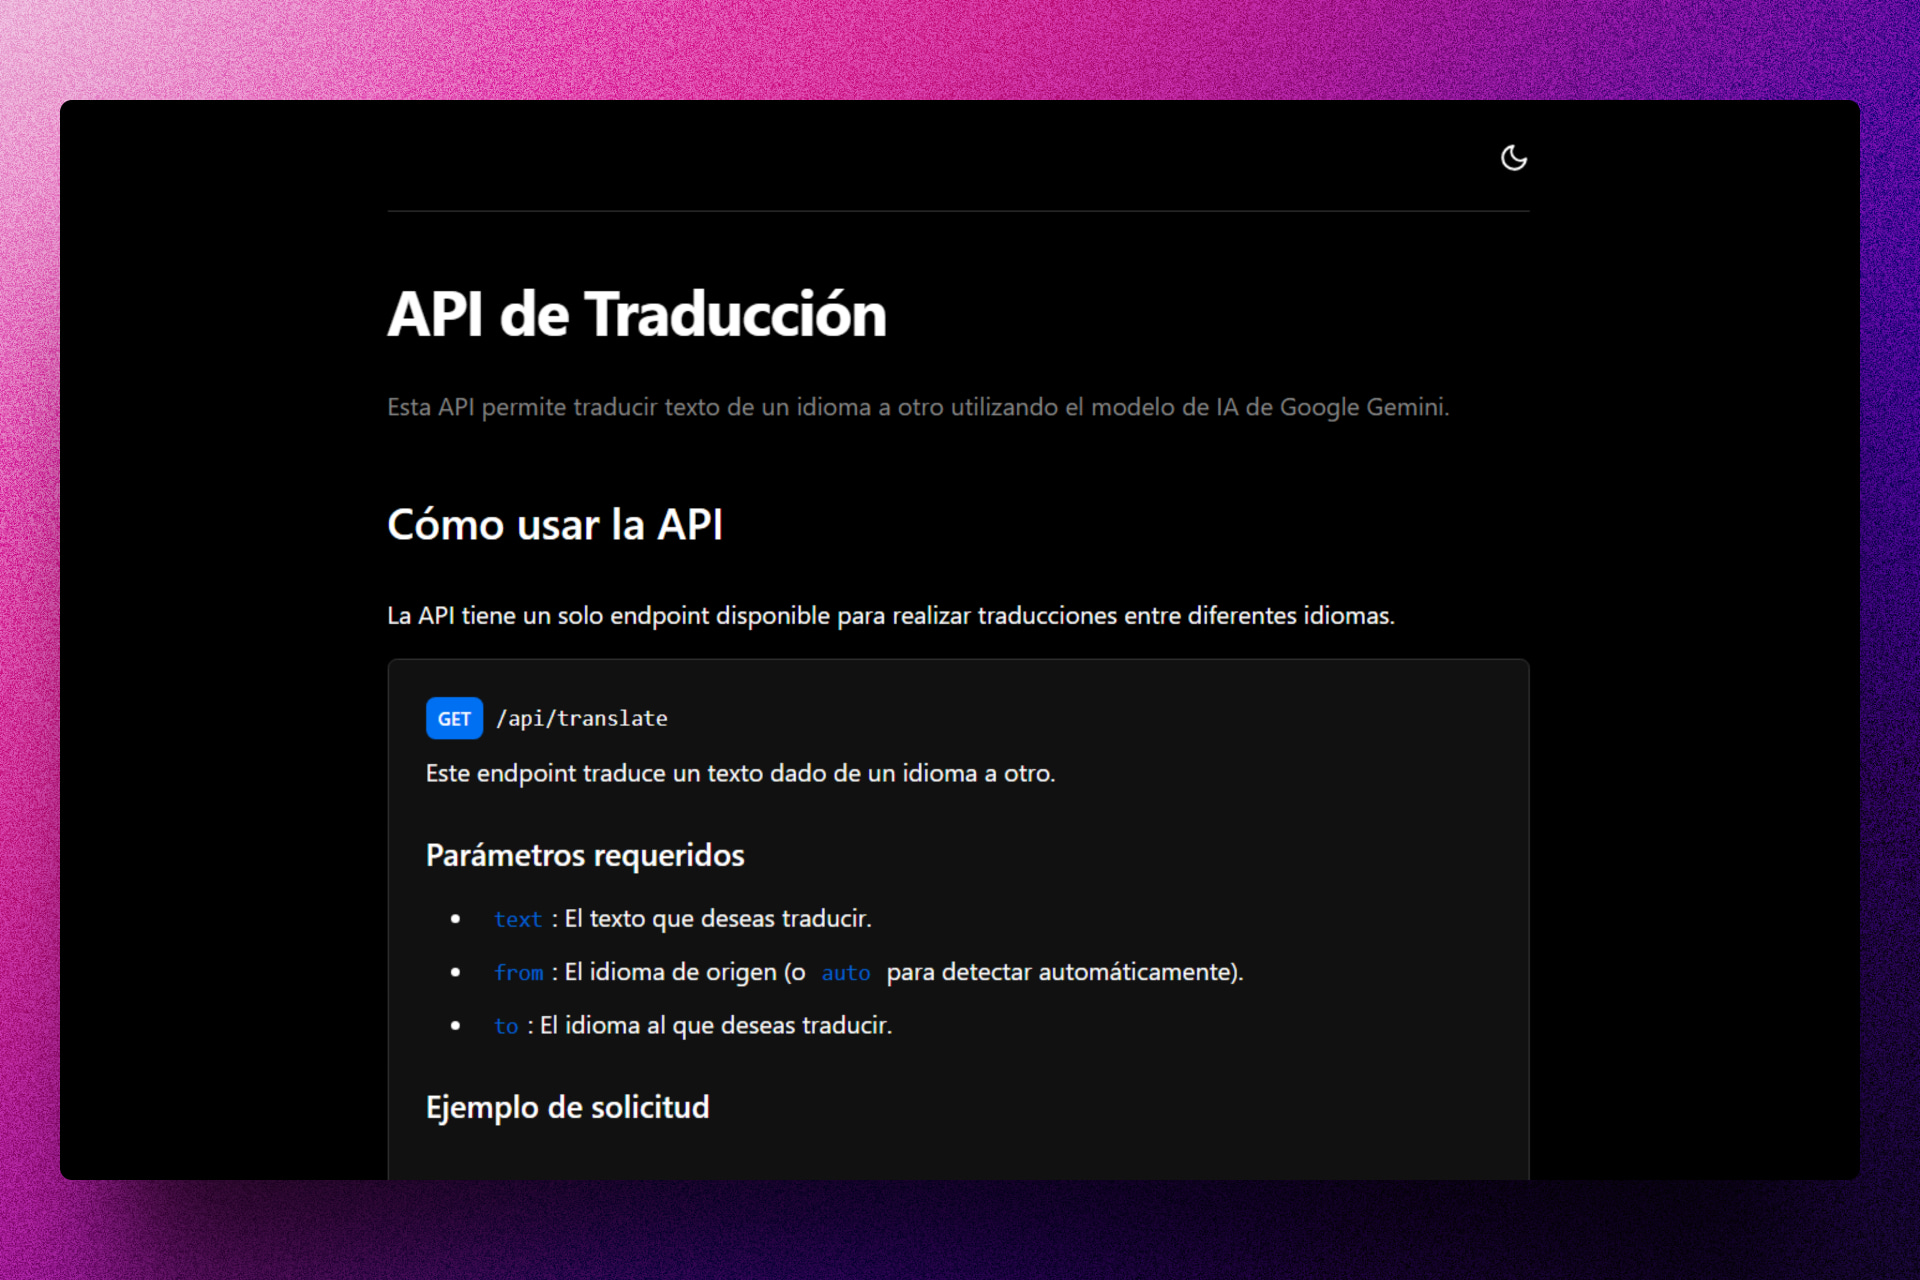 API de Traducción
Esta API permite traducir texto de un idioma a otro utilizando el modelo de IA de Google Gemini.
Cómo usar la API
La API tiene un solo endpoint disponible para realizar traducciones entre diferentes idiomas.
GET /api/translate
Este endpoint traduce un texto dado de un idioma a otro.
Parámetros requeridos
• text : El texto que deseas traducir.
• from : El idioma de origen (o auto para detectar automáticamente).
• to : El idioma al que deseas traducir.
Ejemplo de solicitud